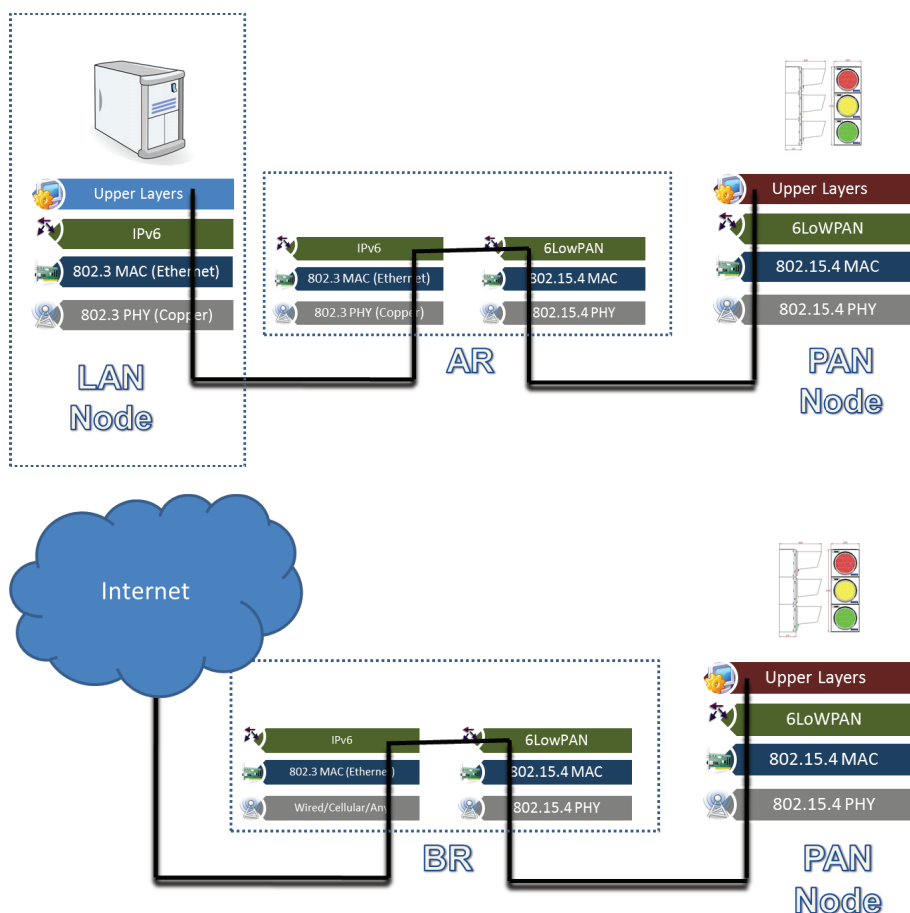 Upper Layers
IPv6
802.3 MAC (Ethernet)
802.3 PHY (Copper)
LAN
Node
IPv6
802.3 MAC (Ethernet)
802.3 PHY (Copper)
6LowPAN
802.15.4 MAC
802.15.4 PHY
AR
Upper Layers
6LoWPAN
802.15.4 MAC
802.15.4 PHY
PAN
Node
Internet
IPv6
802.3 MAC (Ethernet)
Wired/Cellular/Any
6LowPAN
802.15.4 MAC
802.15.4 PHY
BR
Upper Layers
6LoWPAN
802.15.4 MAC
802.15.4 PHY
PAN
Node